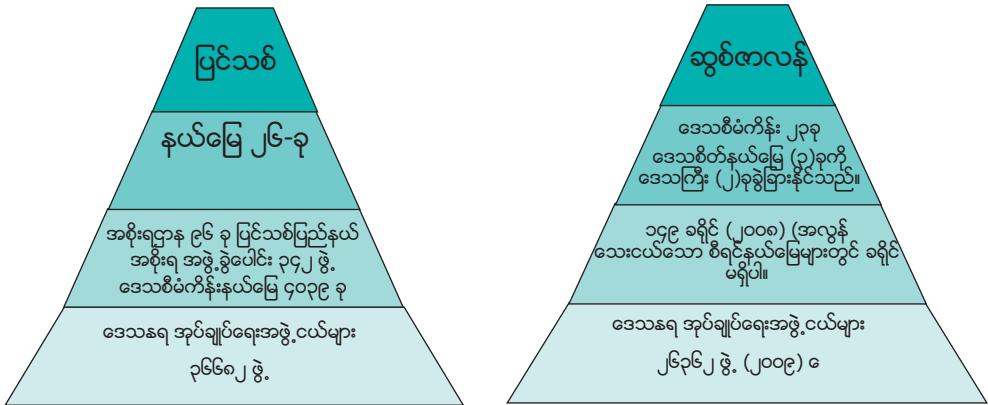 ပြင်သစ်
နယ်မြေ ၂၆-ခု
အစိုးရဌာန ၉၆ ခု ပြင်သစ်ပြည်နယ်
အစိုးရ အဖွဲ့ခွဲပေါင်း ၃၄၂ ဖွဲ့
ဒေသစီမံကိန်းနယ်မြေ ၄၀၃၉ ခု
ဒေသနရ အုပ်ချုပ်ရေးအဖွဲ့ငယ်များ
၃၆၆၈၂ ဖွဲ့
ဆွစ်ဇာလန်
ဒေသစီမံကိန်း ၂၃ခု
ဒေသစိတ်နယ်မြေ (၃)ခုကို
ဒေသကြီး (၂)ခုခွဲခြားနိုင်သည်။
၁၄၉ ခရိုင် (၂၀၀၈) (အလွန်
သေးငယ်သော စီရင်နယ်မြေများတွင် ခရိုင်
မရှိပါ။
ဒေသနရ အုပ်ချုပ်ရေးအဖွဲ့ငယ်များ
၂၆၃၆၂ ဖွဲ့ (၂၀၀၉) ေ